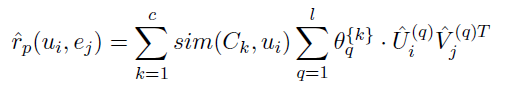 $$\hat{r}_p(u_i, e_j) = \sum_{k=1}^{c} sim(C_k, u_i) \sum_{q=1}^{l} \theta_q^{\{k\}} \cdot \hat{U}_i^{(q)} \hat{V}_j^{(q)T}$$